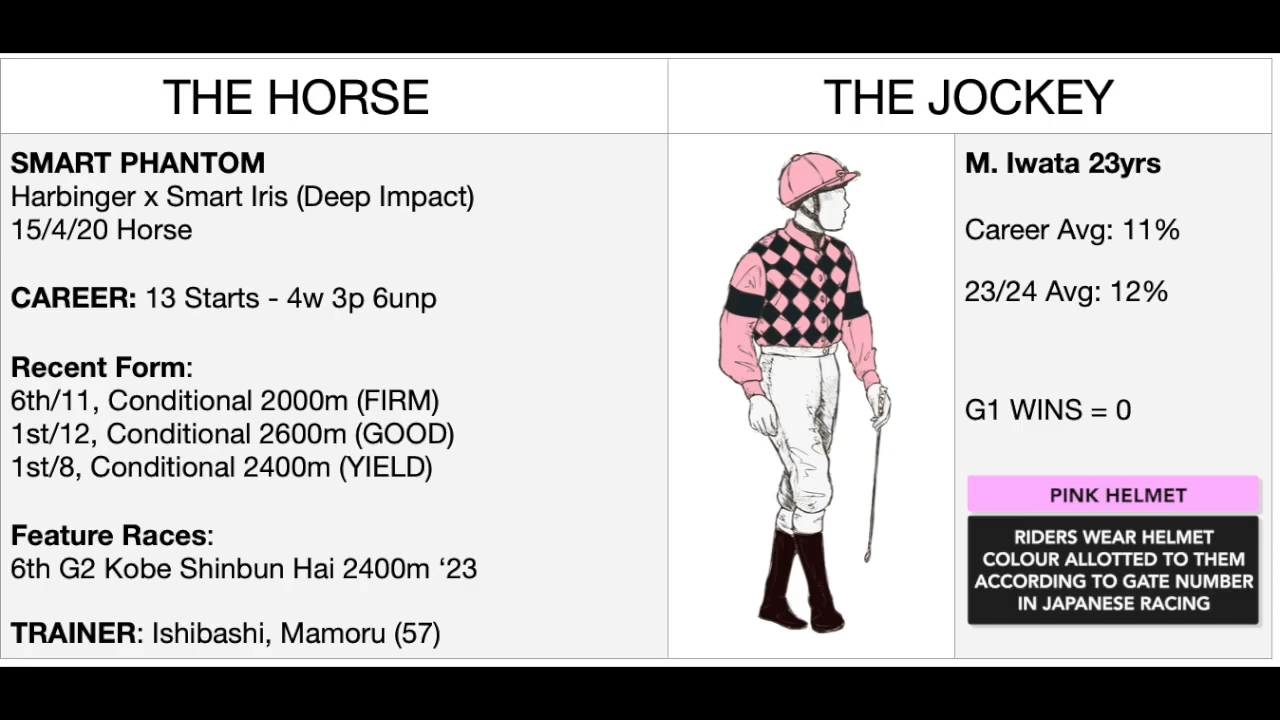 THE HORSE
THE JOCKEY
SMART PHANTOM
Harbinger x Smart Iris (Deep Impact)
15/4/20 Horse
CAREER: 13 Starts - 4w 3p 6unp
Recent Form:
6th/11, Conditional 2000m (FIRM)
1st/12, Conditional 2600m (GOOD)
1st/8, Conditional 2400m (YIELD)
Feature Races:
6th G2 Kobe Shinbun Hai 2400m ‘23
TRAINER: Ishibashi, Mamoru (57)
M. Iwata 23yrs
Career Avg: 11%
23/24 Avg: 12%
G1 WINS = 0
PINK HELMET
RIDERS WEAR HELMET
COLOUR ALLOTTED TO THEM
ACCORDING TO GATE NUMBER
IN JAPANESE RACING